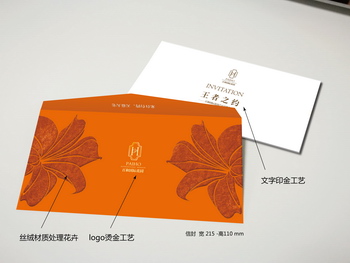 INVITATION
王者之约
文字印金工艺
丝绒材质处理花卉
logo烫金工艺
信封 宽 215 -高110 mm